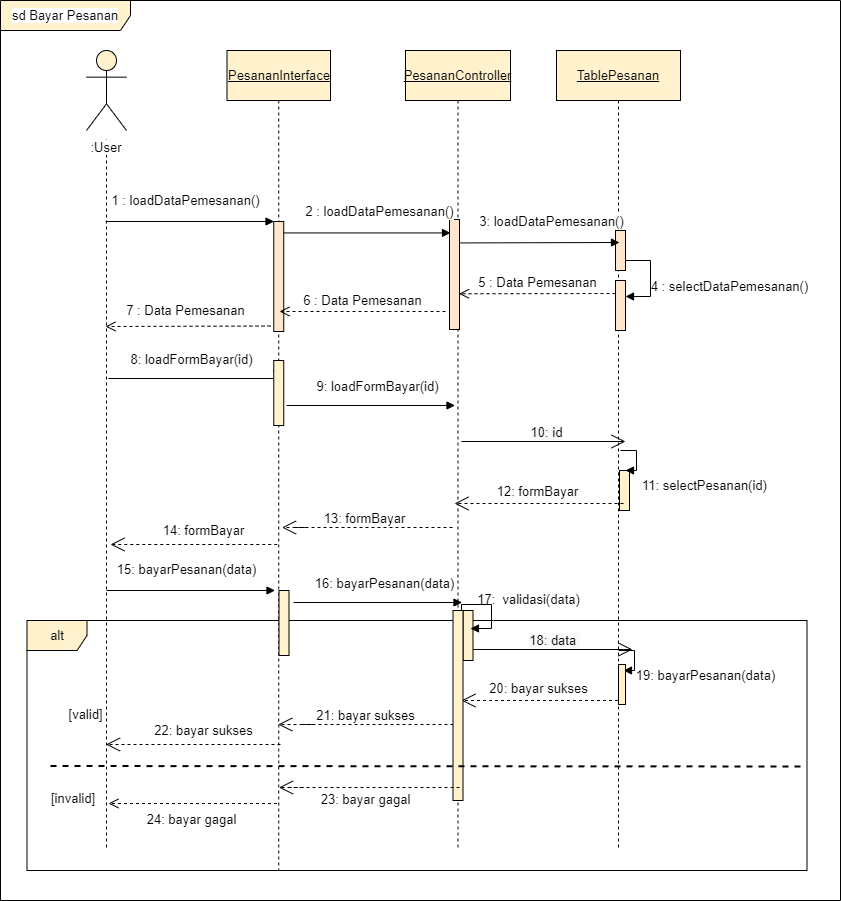 sd Bayar Pesanan
PesananInterface
PesananController
TablePesanan
:User
1 : loadDataPemesanan()
2 : loadDataPemesanan()
3: loadDataPemesanan()
4 : selectDataPemesanan()
5 : Data Pemesanan
6 : Data Pemesanan
7 : Data Pemesanan
8: loadFormBayar(id)
9: loadFormBayar(id)
10: id
11: selectPesanan(id)
12: formBayar
13: formBayar
14: formBayar
15: bayarPesanan(data)
16: bayarPesanan(data)
17: validasi(data)
alt
18: data
19: bayarPesanan(data)
20: bayar sukses
[valid]
21: bayar sukses
22: bayar sukses
[invalid]
23: bayar gagal
24: bayar gagal